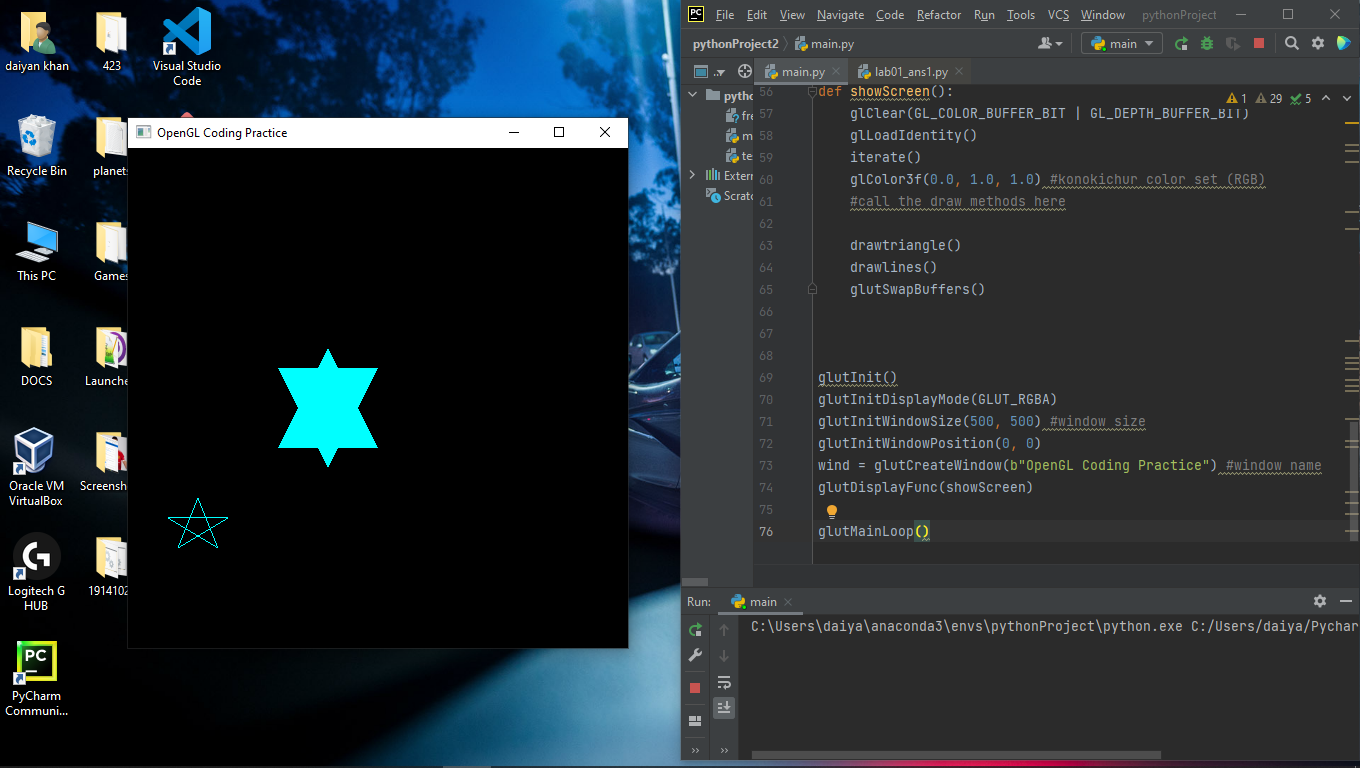 daiyan khan
423
Visual Studio
Code
Recycle Bin
planets
This PC
Games
DOCS
Launche
Oracle VM
VirtualBox
Screensh
Logitech G
HUB
1914102
PC
PyCharm
Communi...
OpenGL Coding Practice
PC File Edit View Navigate Code Refactor Run Tools VCS Window pythonProject
pythonProject2 main.py main
main.py lab01_ans1.py
pytho
fre
m
te
Extern
Scratc
1 29 5
56 def showScreen():
57 glClear(GL_COLOR_BUFFER_BIT | GL_DEPTH_BUFFER_BIT)
58 glLoadIdentity()
59 iterate()
60 glColor3f(0.0, 1.0, 1.0) #konokichur color set (RGB)
61 #call the draw methods here
62
63 drawtriangle()
64 drawlines()
65 glutSwapBuffers()
66
67
68
69 glutInit()
70 glutInitDisplayMode(GLUT_RGBA)
71 glutInitWindowSize(500, 500) #window size
72 glutInitWindowPosition(0, 0)
73 wind = glutCreateWindow(b"OpenGL Coding Practice") #window name
74 glutDisplayFunc(showScreen)
75
76 glutMainLoop()
Run: main
C:\Users\daiya\anaconda3\envs\pythonProject\python.exe C:/Users/daiya/Pychar